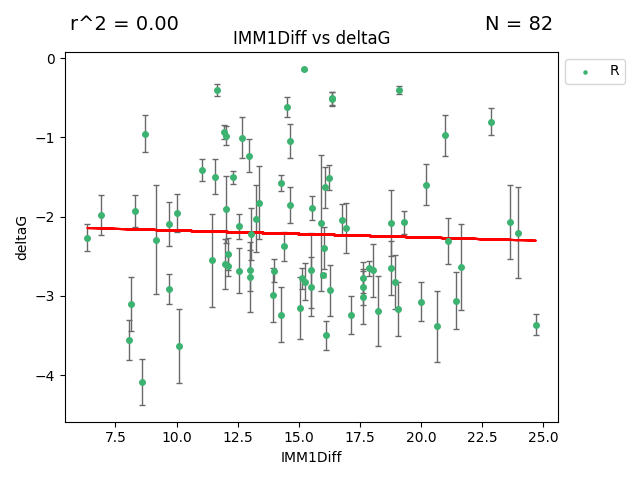 r^2 = 0.00
N = 82
IMM1Diff vs deltaG
R
0
−1
−2
−3
−4
deltaG
7.5 10.0 12.5 15.0 17.5 20.0 22.5 25.0
IMM1Diff